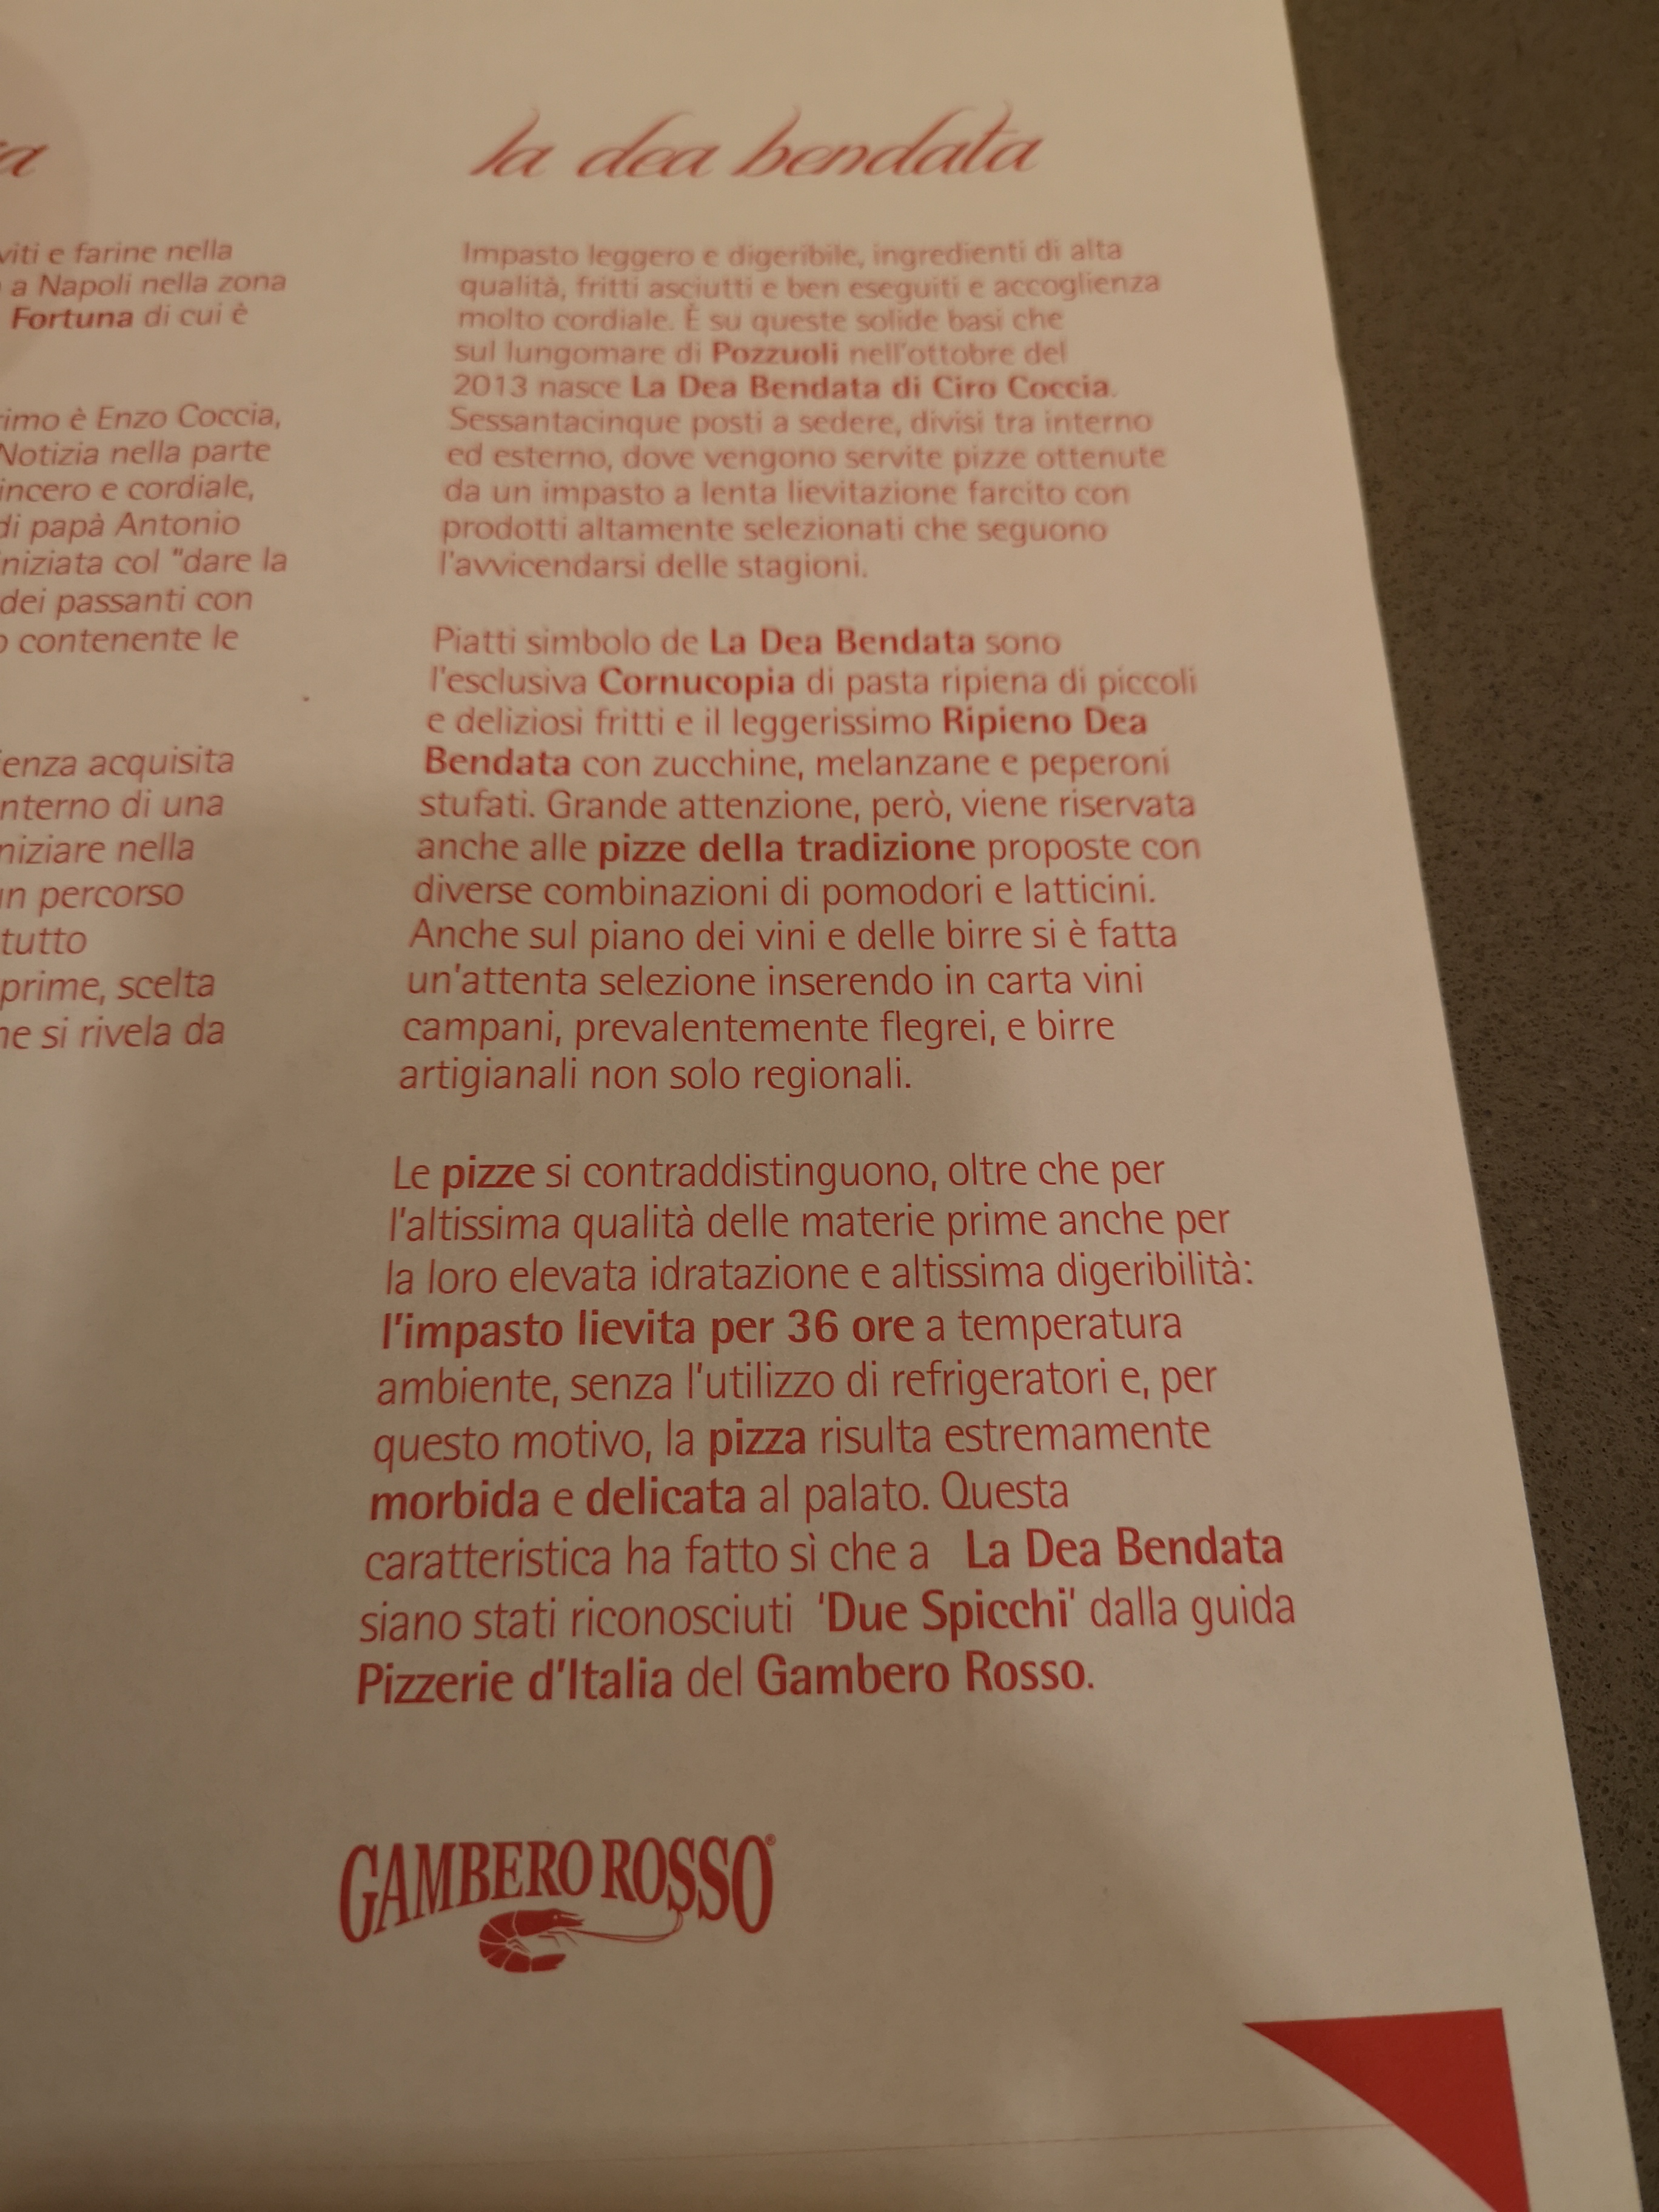 viti e farine nella
a Napoli nella zona
Fortuna di cui è
Enzo Coccia,
Notizia nella parte
e cordiale,
di papà Antonio
col "dare la
dei passanti con
contenente le
acquisita
di una
nella
percorso
tutto
prime, scelta
si rivela da
la dea bendata
Impasto leggero e digeribile, ingredienti di alta
qualità, fritti asciutti e ben eseguiti e accoglienza
molto cordiale. È su queste solide basi che
sul lungomare di Pozzuoli nell'ottobre del
2013 nasce La Dea Bendata di Ciro Coccia.
Sessantacinque posti a sedere, divisi tra interno
ed esterno, dove vengono servite pizze ottenute
da un impasto a lenta lievitazione farcito con
prodotti altamente selezionati che seguono
l'avvicendarsi delle stagioni.
Piatti simbolo de La Dea Bendata sono
l'esclusiva Cornucopia di pasta ripiena di piccoli
e deliziosi fritti e il leggerissimo Ripieno Dea
Bendata con zucchine, melanzane e peperoni
stufati. Grande attenzione, però, viene riservata
anche alle pizze della tradizione proposte con
diverse combinazioni di pomodori e latticini.
Anche sul piano dei vini e delle birre si è fatta
un'attenta selezione inserendo in carta vini
campani, prevalentemente flegrei, e birre
artigianali non solo regionali.
Le pizze si contraddistinguono, oltre che per
l'altissima qualità delle materie prime anche per
la loro elevata idratazione e altissima digeribilità:
l'impasto lievita per 36 ore a temperatura
ambiente, senza l'utilizzo di refrigeratori e, per
questo motivo, la pizza risulta estremamente
morbida e delicata al palato. Questa
caratteristica ha fatto sì che a La Dea Bendata
siano stati riconosciuti 'Due Spicchi' dalla guida
Pizzerie d'Italia del Gambero Rosso.
GAMBERO ROSSO®